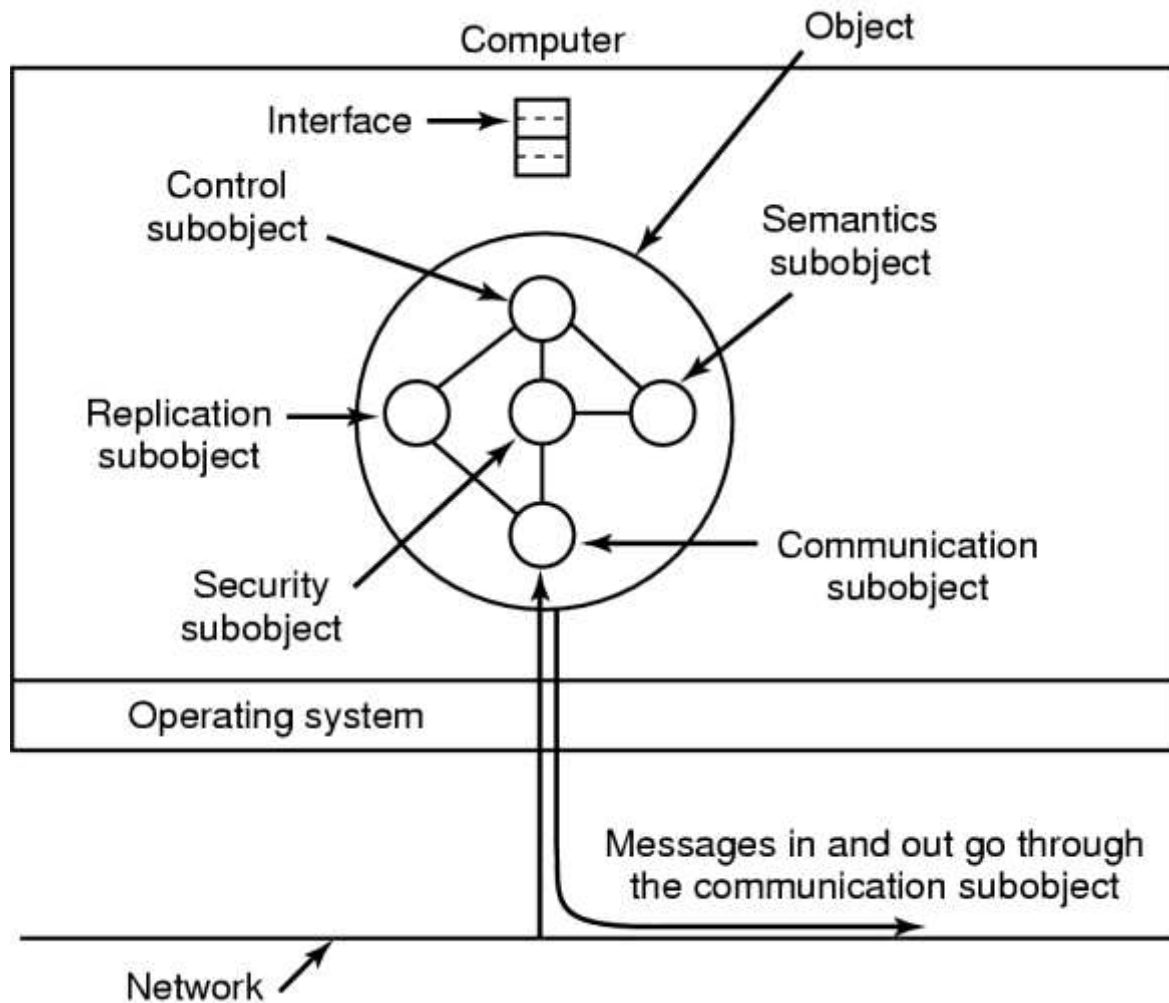 Computer
Object
Interface
Control
subobject
Semantics
subobject
Replication
subobject
Security
subobject
Communication
subobject
Operating system
Messages in and out go through
the communication subobject
Network